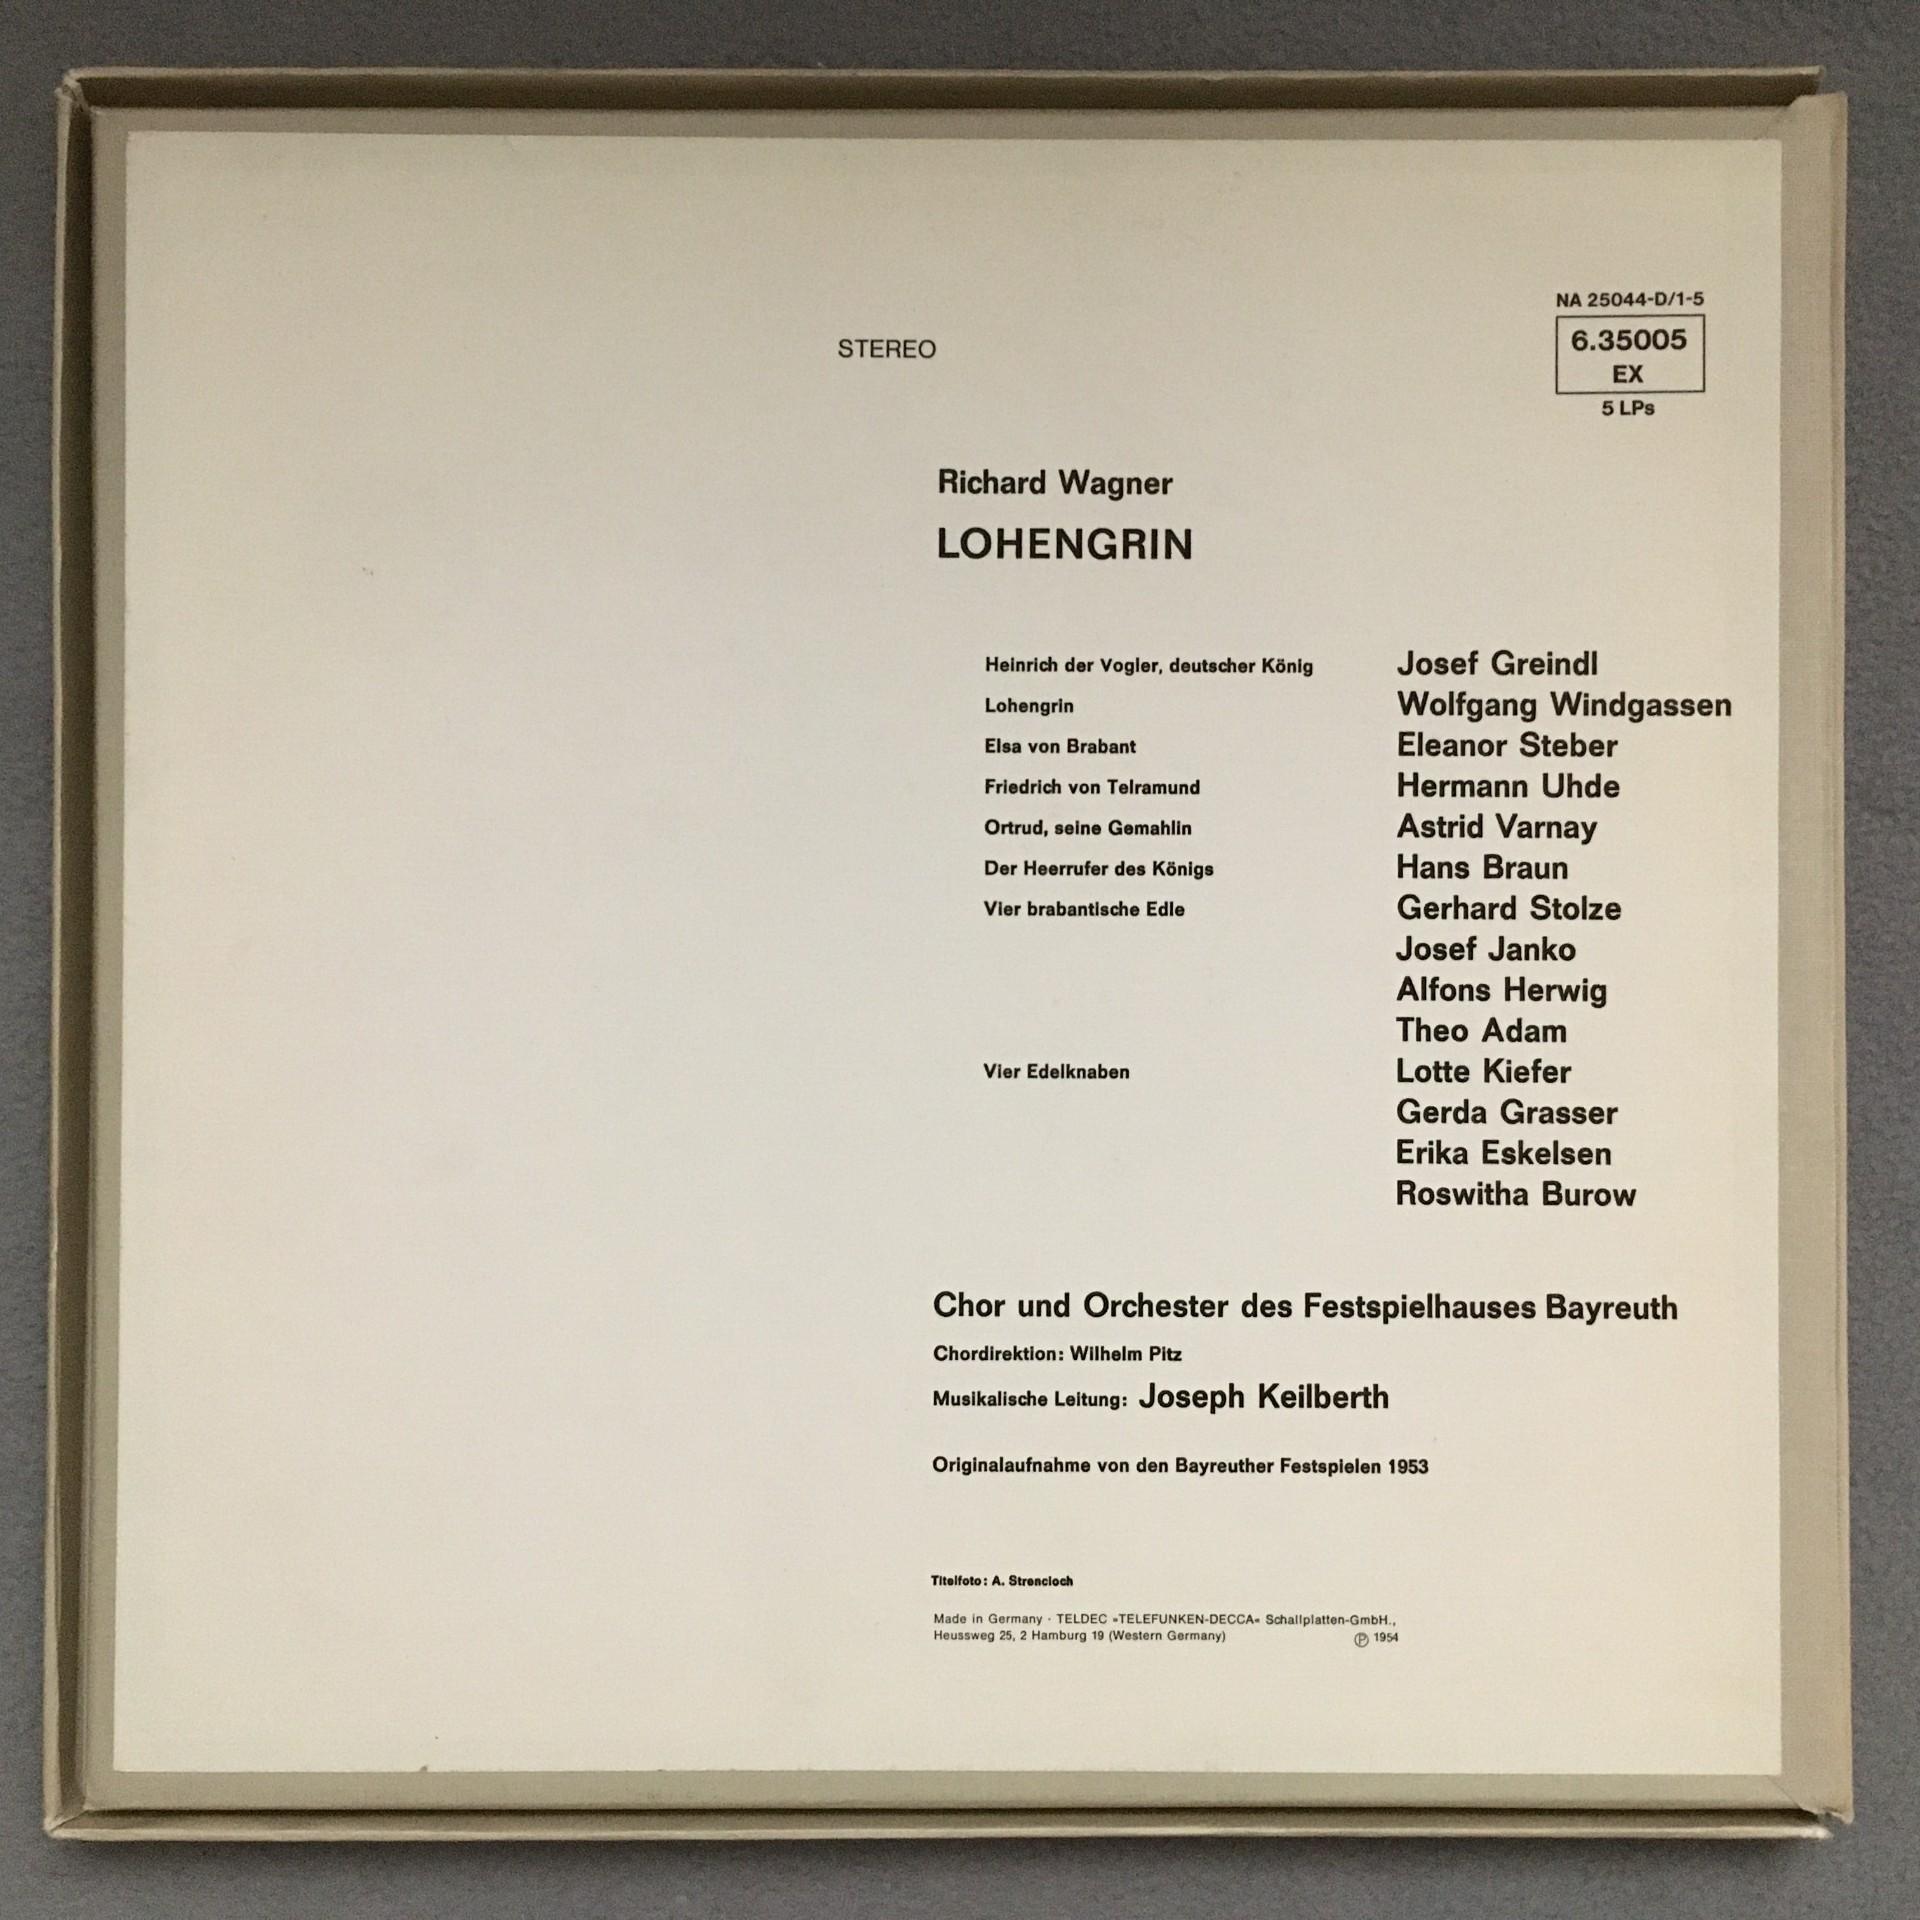 NA 25044-D/1-5
STEREO
6.35005
EX
5 LPs
Richard Wagner
LOHENGRIN
Heinrich der Vogler, deutscher König Josef Greindl
Lohengrin Wolfgang Windgassen
Elsa von Brabant Eleanor Steber
Friedrich von Telramund Hermann Uhde
Ortrud, seine Gemahlin Astrid Varnay
Der Heerrufer des Königs Hans Braun
Vier brabantische Edle Gerhard Stolze
Josef Janko
Alfons Herwig
Theo Adam
Vier Edelknaben Lotte Kiefer
Gerda Grasser
Erika Eskelsen
Roswitha Burow
Chor und Orchester des Festspielhauses Bayreuth
Chordirektion: Wilhelm Pitz
Musikalische Leitung: Joseph Keilberth
Originalaufnahme von den Bayreuther Festspielen 1953
Titelfoto: A. Strencioch
Made in Germany · TELDEC »TELEFUNKEN-DECCA« Schallplatten-GmbH.,
Heussweg 25, 2 Hamburg 19 (Western Germany) ℗ 1954